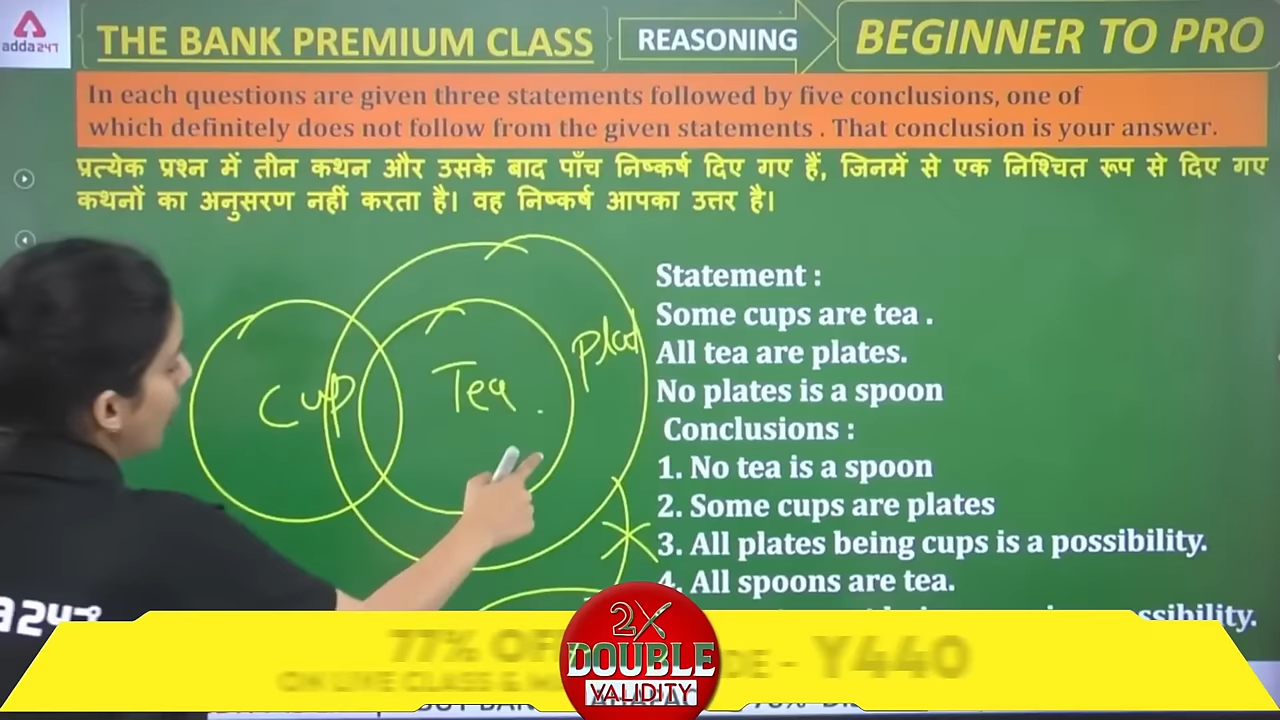 adda247
THE BANK PREMIUM CLASS
REASONING
BEGINNER TO PRO
In each questions are given three statements followed by five conclusions, one of
which definitely does not follow from the given statements . That conclusion is your answer.
प्रत्येक प्रश्न में तीन कथन और उसके बाद पाँच निष्कर्ष दिए गए हैं, जिनमें से एक निश्चित रूप से दिए गए
कथनों का अनुसरण नहीं करता है। वह निष्कर्ष आपका उत्तर है।
Statement :
Some cups are tea .
All tea are plates.
No plates is a spoon
Conclusions :
1. No tea is a spoon
2. Some cups are plates
3. All plates being cups is a possibility.
4. All spoons are tea.
Cup
Tea
a247
77% OF
Y440
2X
DOUBLE
VALIDITY